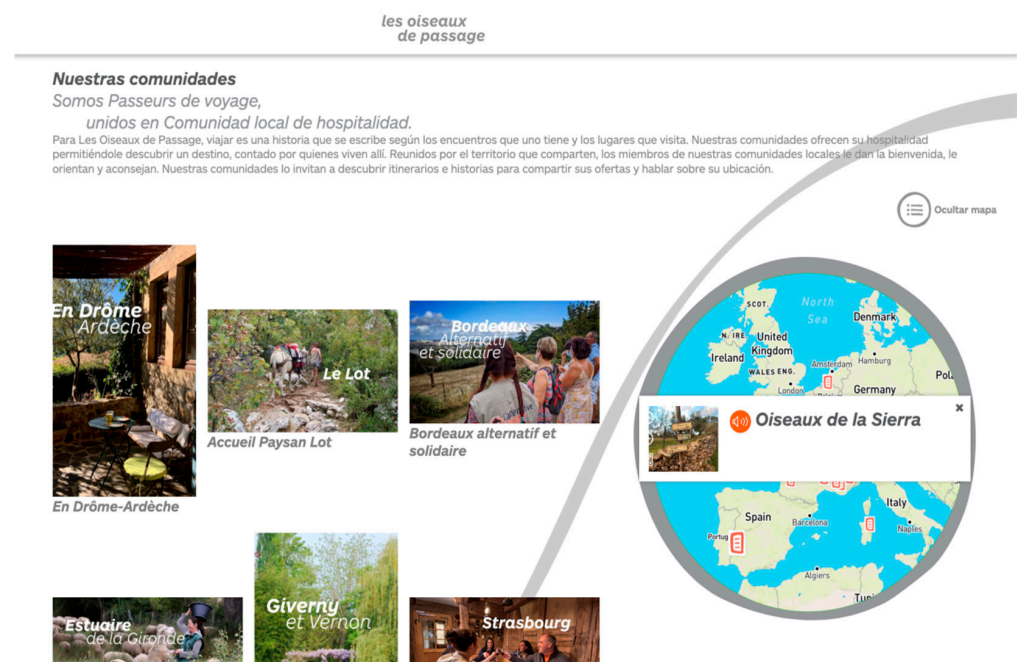 les oiseaux
de passage
Nuestras comunidades
Somos Passeurs de voyage,
unidos en Comunidad local de hospitalidad.
Para Les Oiseaux de Passage, viajar es una historia que se escribe según los encuentros que uno tiene y los lugares que visita. Nuestras comunidades ofrecen su hospitalidad
permitiéndole descubrir un destino, contado por quienes viven allí. Reunidos por el territorio que comparten, los miembros de nuestras comunidades locales le dan la bienvenida, le
orientan y aconsejan. Nuestras comunidades lo invitan a descubrir itinerarios e historias para compartir sus ofertas y hablar sobre su ubicación.
Ocultar mapa
En Drôme
Ardèche
En Drôme-Ardèche
Le Lot
Accueil Paysan Lot
Bordeaux
Alternatif
et solidaire
Bordeaux alternatif et
solidaire
SCOT.
North
Sea
Denmark
N. IRE
United
Kingdom
Ireland
WALES
ENG.
Amsterdam
Hamburg
London
Germany
Pol
Oiseaux de la Sierra
Italy
Spain
Barcelona
Naples
Portug
Algiers
Tuni
Estuaire
de la Gironde
Giverny
et Vernon
Strasbourg